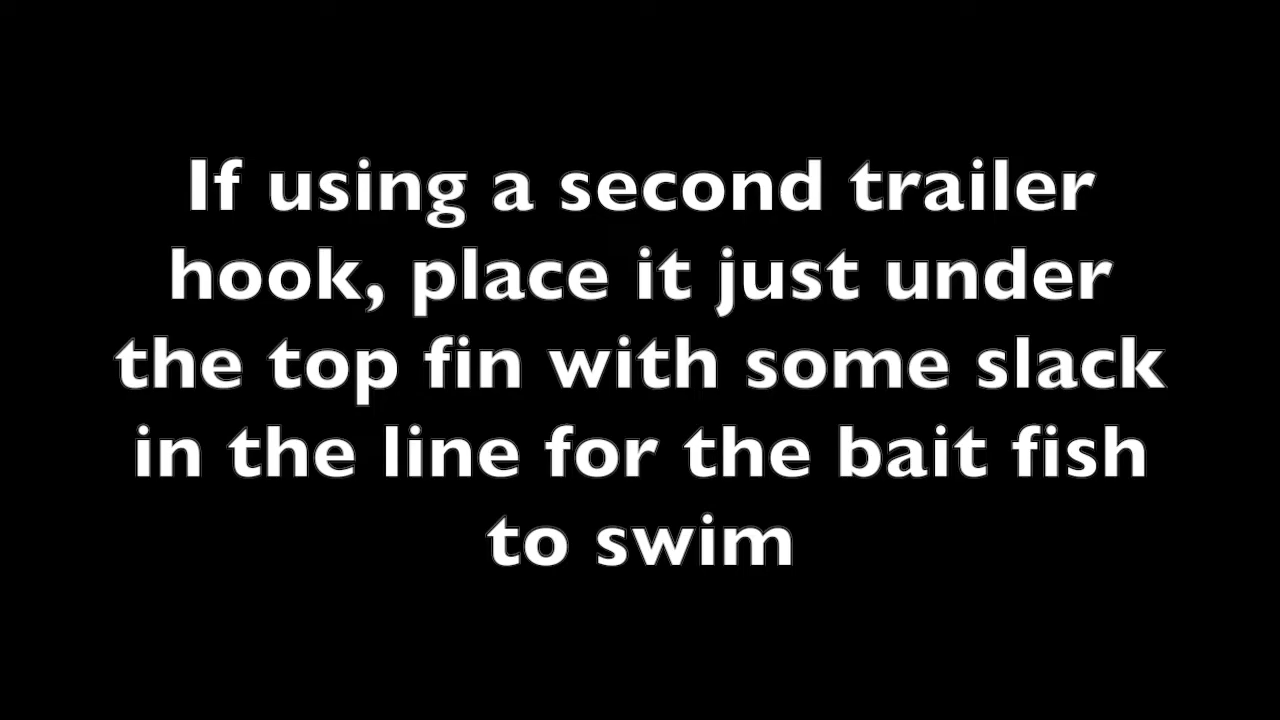 If using a second trailer
hook, place it just under
the top fin with some slack
in the line for the bait fish
to swim